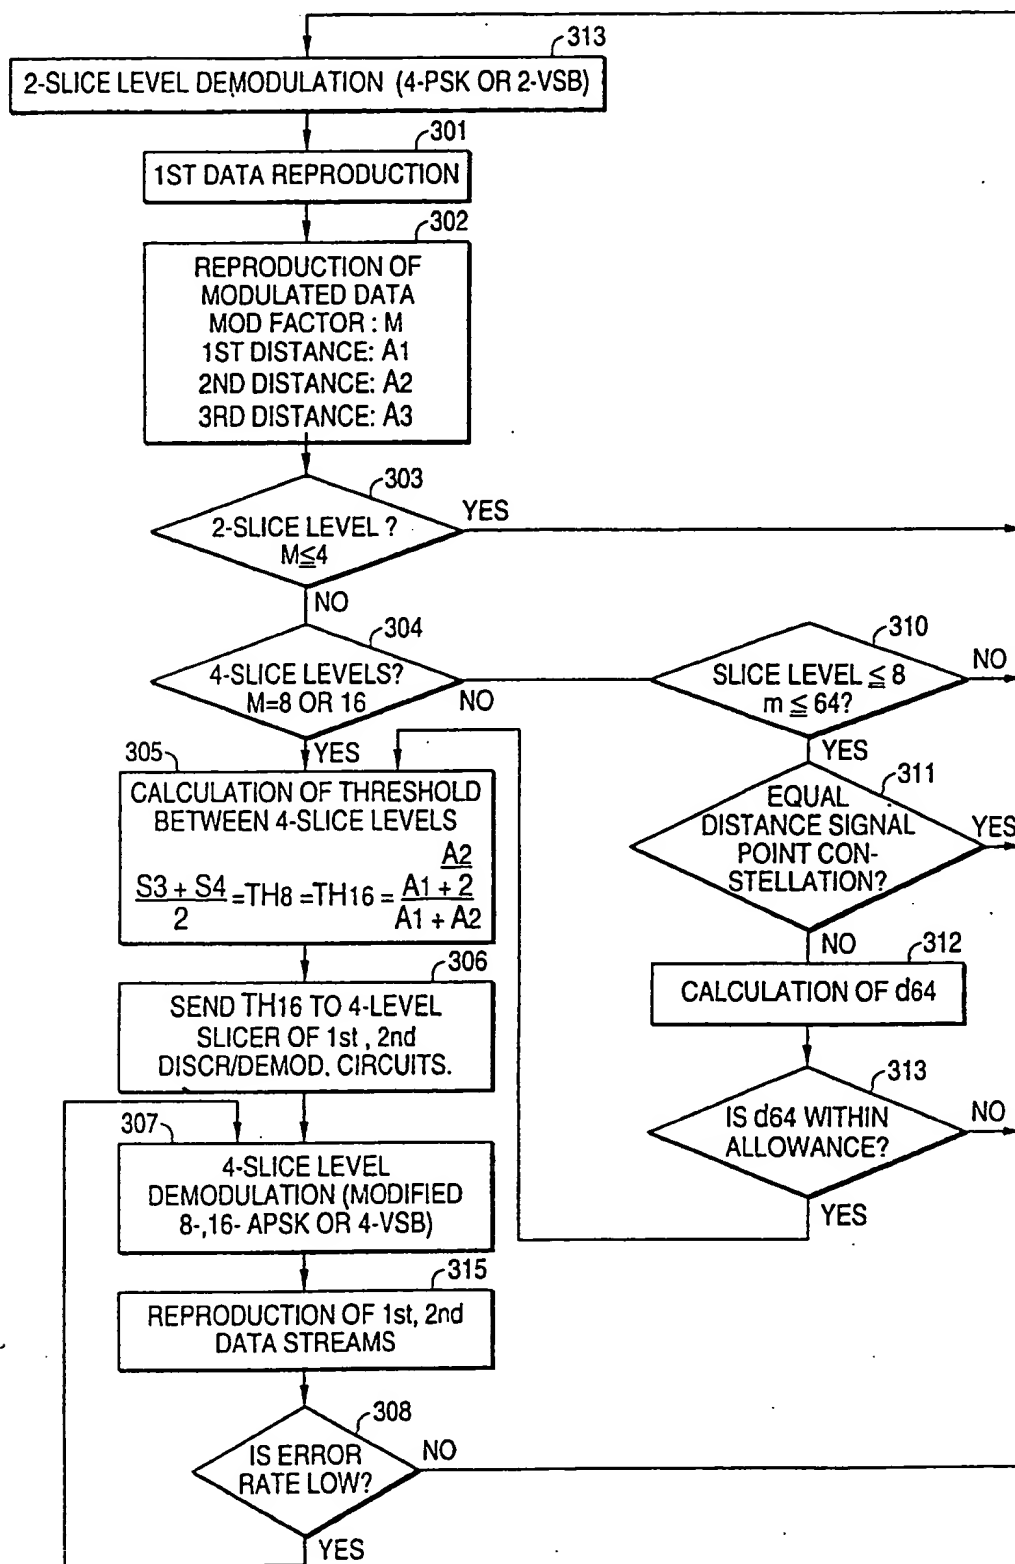 313
2-SLICE LEVEL DEMODULATION (4-PSK OR 2-VSB)
301
1ST DATA REPRODUCTION
302
REPRODUCTION OF
MODULATED DATA
MOD FACTOR : M
1ST DISTANCE: A1
2ND DISTANCE: A2
3RD DISTANCE: A3
303
2-SLICE LEVEL ?
M≦4
YES
NO
304
4-SLICE LEVELS?
M=8 OR 16
NO
YES
310
SLICE LEVEL ≦ 8
m ≦ 64?
NO
YES
305
CALCULATION OF THRESHOLD
BETWEEN 4-SLICE LEVELS
S3 + S4 / 2 = TH8 = TH16 = A1 + A2/2 / A1 + A2
311
EQUAL
DISTANCE SIGNAL
POINT CON-
STELLATION?
YES
NO
306
SEND TH16 TO 4-LEVEL
SLICER OF 1st , 2nd
DISCR/DEMOD. CIRCUITS.
312
CALCULATION OF d64
313
IS d64 WITHIN
ALLOWANCE?
NO
YES
307
4-SLICE LEVEL
DEMODULATION (MODIFIED
8-,16- APSK OR 4-VSB)
315
REPRODUCTION OF 1st, 2nd
DATA STREAMS
308
IS ERROR
RATE LOW?
NO
YES